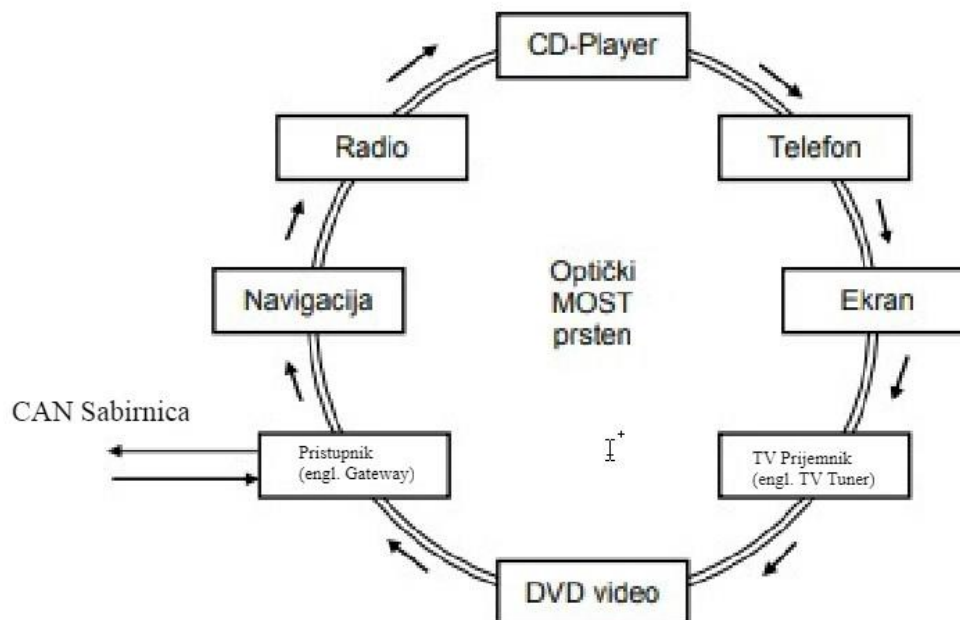 CD-Player
Radio
Telefon
Optički
MOST
prsten
Navigacija
Ekran
CAN Sabirnica
Pristupnik
(engl. Gateway)
TV Prijemnik
(engl. TV Tuner)
DVD video